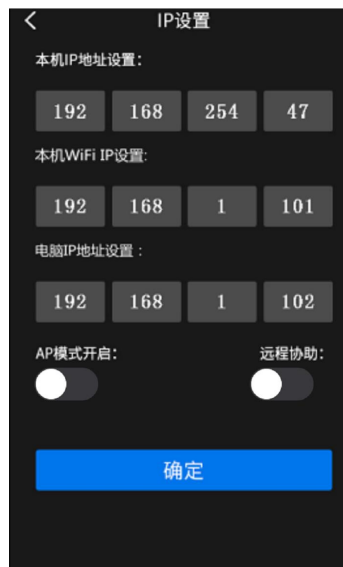 IP设置
本机IP地址设置：
192 168 254 47
本机WiFi IP设置:
192 168 1 101
电脑IP地址设置：
192 168 1 102
AP模式开启： 远程协助：
确定